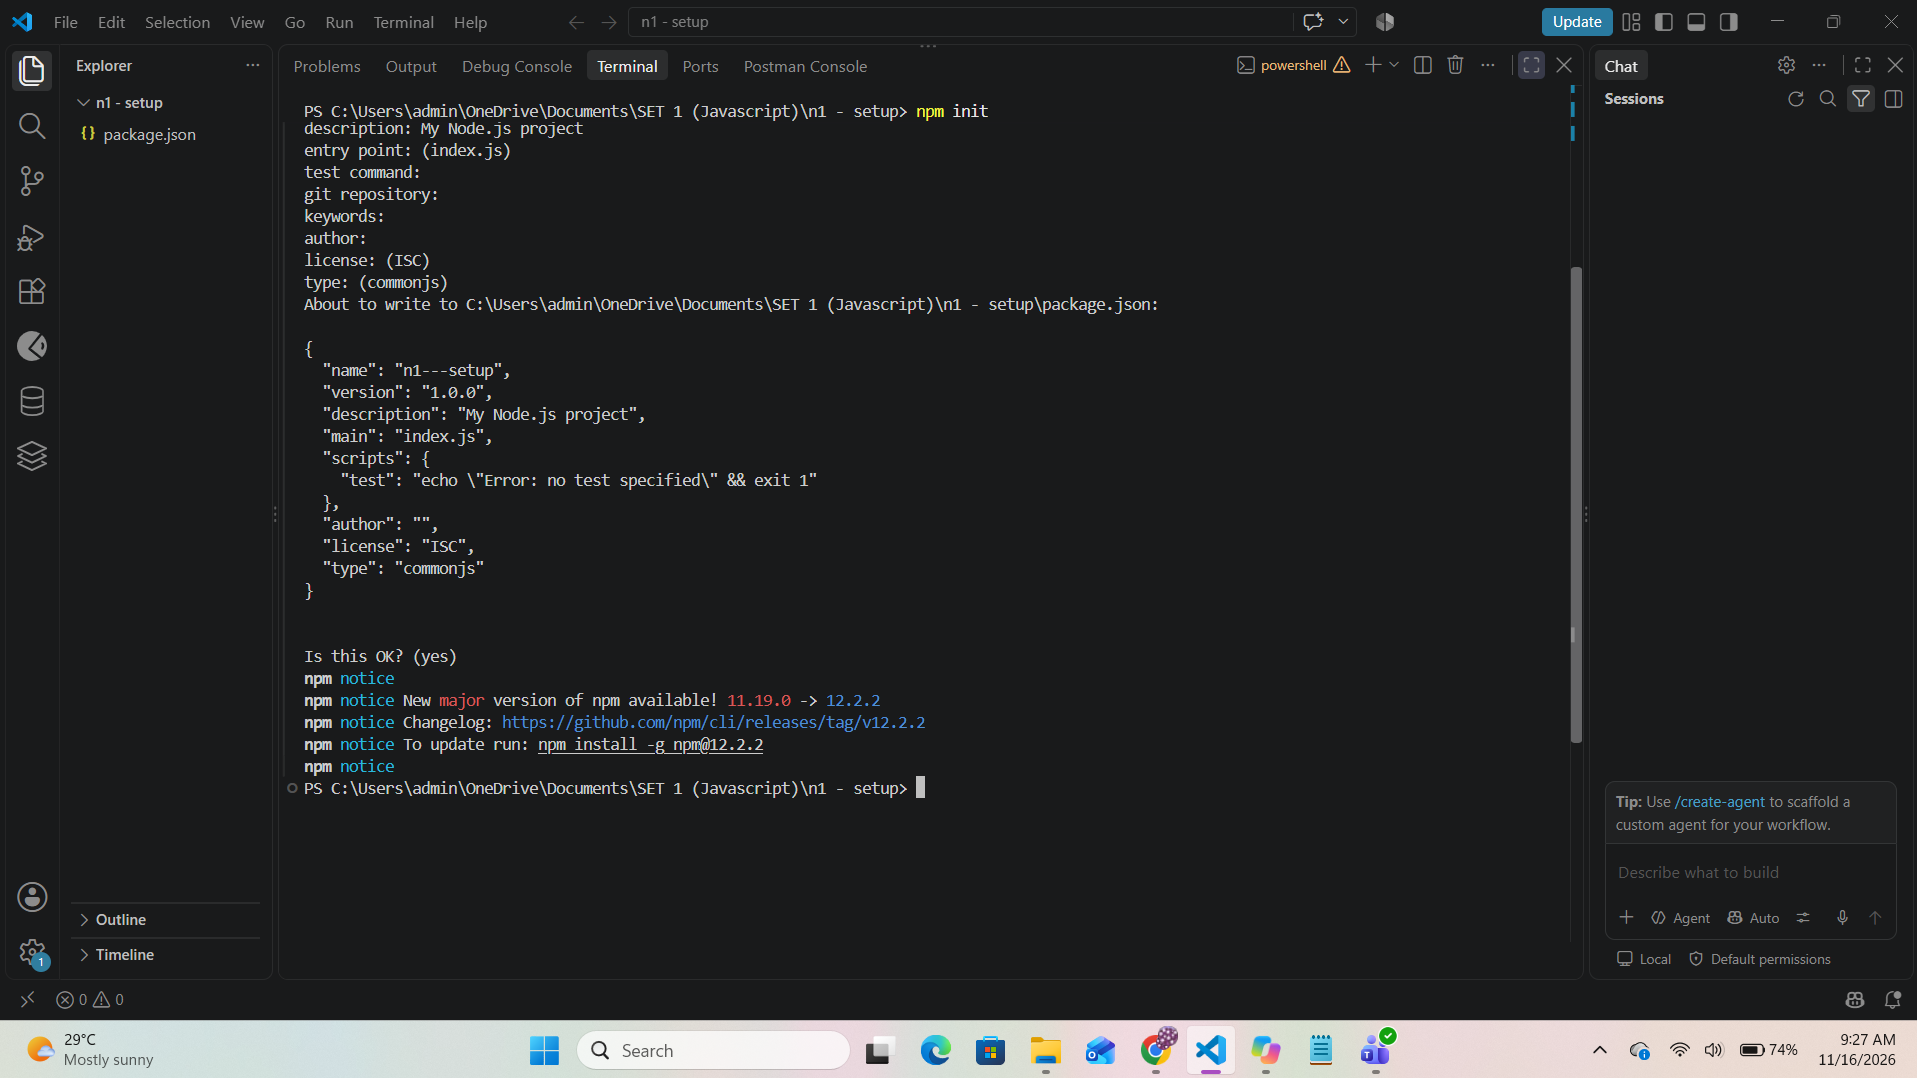 File Edit Selection View Go Run Terminal Help
n1 - setup
Update
Explorer
n1 - setup
{} package.json
Outline
Timeline
1
Problems Output Debug Console Terminal Ports Postman Console
powershell
PS C:\Users\admin\OneDrive\Documents\SET 1 (Javascript)\n1 - setup> npm init
description: My Node.js project
entry point: (index.js)
test command:
git repository:
keywords:
author:
license: (ISC)
type: (commonjs)
About to write to C:\Users\admin\OneDrive\Documents\SET 1 (Javascript)\n1 - setup\package.json:
{
"name": "n1---setup",
"version": "1.0.0",
"description": "My Node.js project",
"main": "index.js",
"scripts": {
"test": "echo \"Error: no test specified\" && exit 1"
},
"author": "",
"license": "ISC",
"type": "commonjs"
}
Is this OK? (yes)
npm notice
npm notice New major version of npm available! 11.19.0 -> 12.2.2
npm notice Changelog: https://github.com/npm/cli/releases/tag/v12.2.2
npm notice To update run: npm install -g npm@12.2.2
npm notice
PS C:\Users\admin\OneDrive\Documents\SET 1 (Javascript)\n1 - setup>
Chat
Sessions
Tip: Use /create-agent to scaffold a
custom agent for your workflow.
Describe what to build
Agent Auto
Local Default permissions
0 0
29°C
Mostly sunny
Search
74%
9:27 AM
11/16/2026